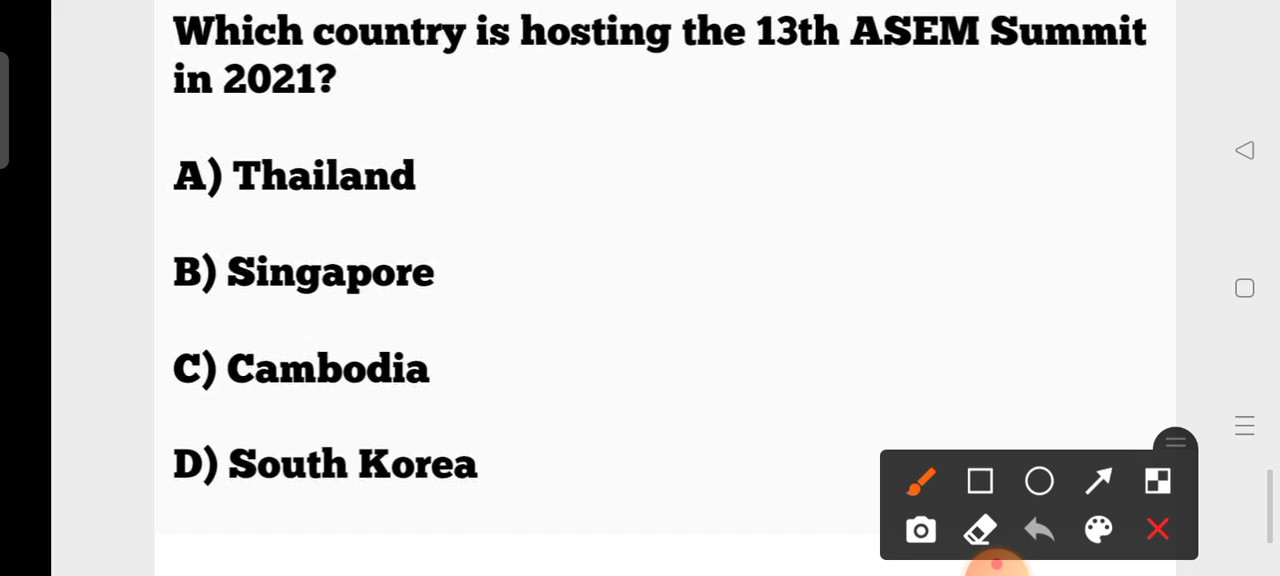 Which country is hosting the 13th ASEM Summit
in 2021?
A) Thailand
B) Singapore
C) Cambodia
D) South Korea